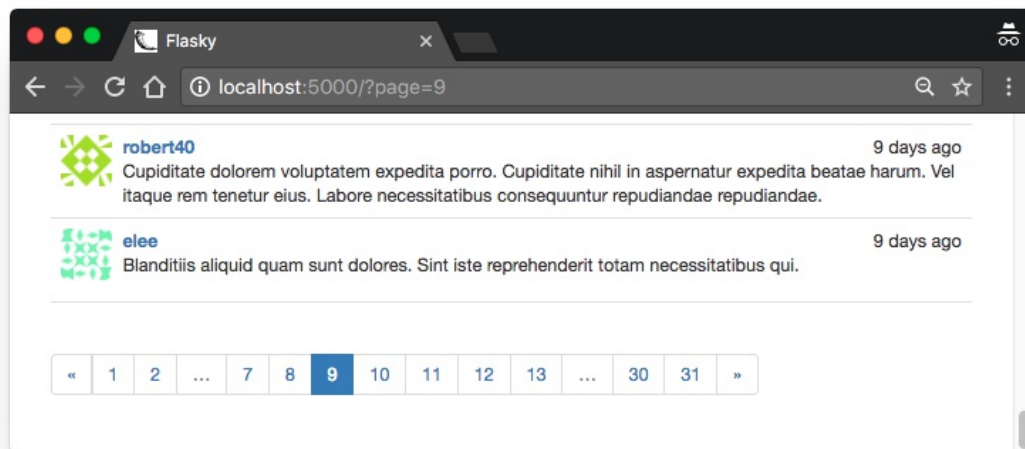 Flasky
localhost:5000/?page=9
robert40 9 days ago
Cupiditate dolorem voluptatem expedita porro. Cupiditate nihil in aspernatur expedita beatae harum. Vel
itaque rem tenetur eius. Labore necessitatibus consequuntur repudiandae repudiandae.
elee 9 days ago
Blanditiis aliquid quam sunt dolores. Sint iste reprehenderit totam necessitatibus qui.
« 1 2 ... 7 8 9 10 11 12 13 ... 30 31 »